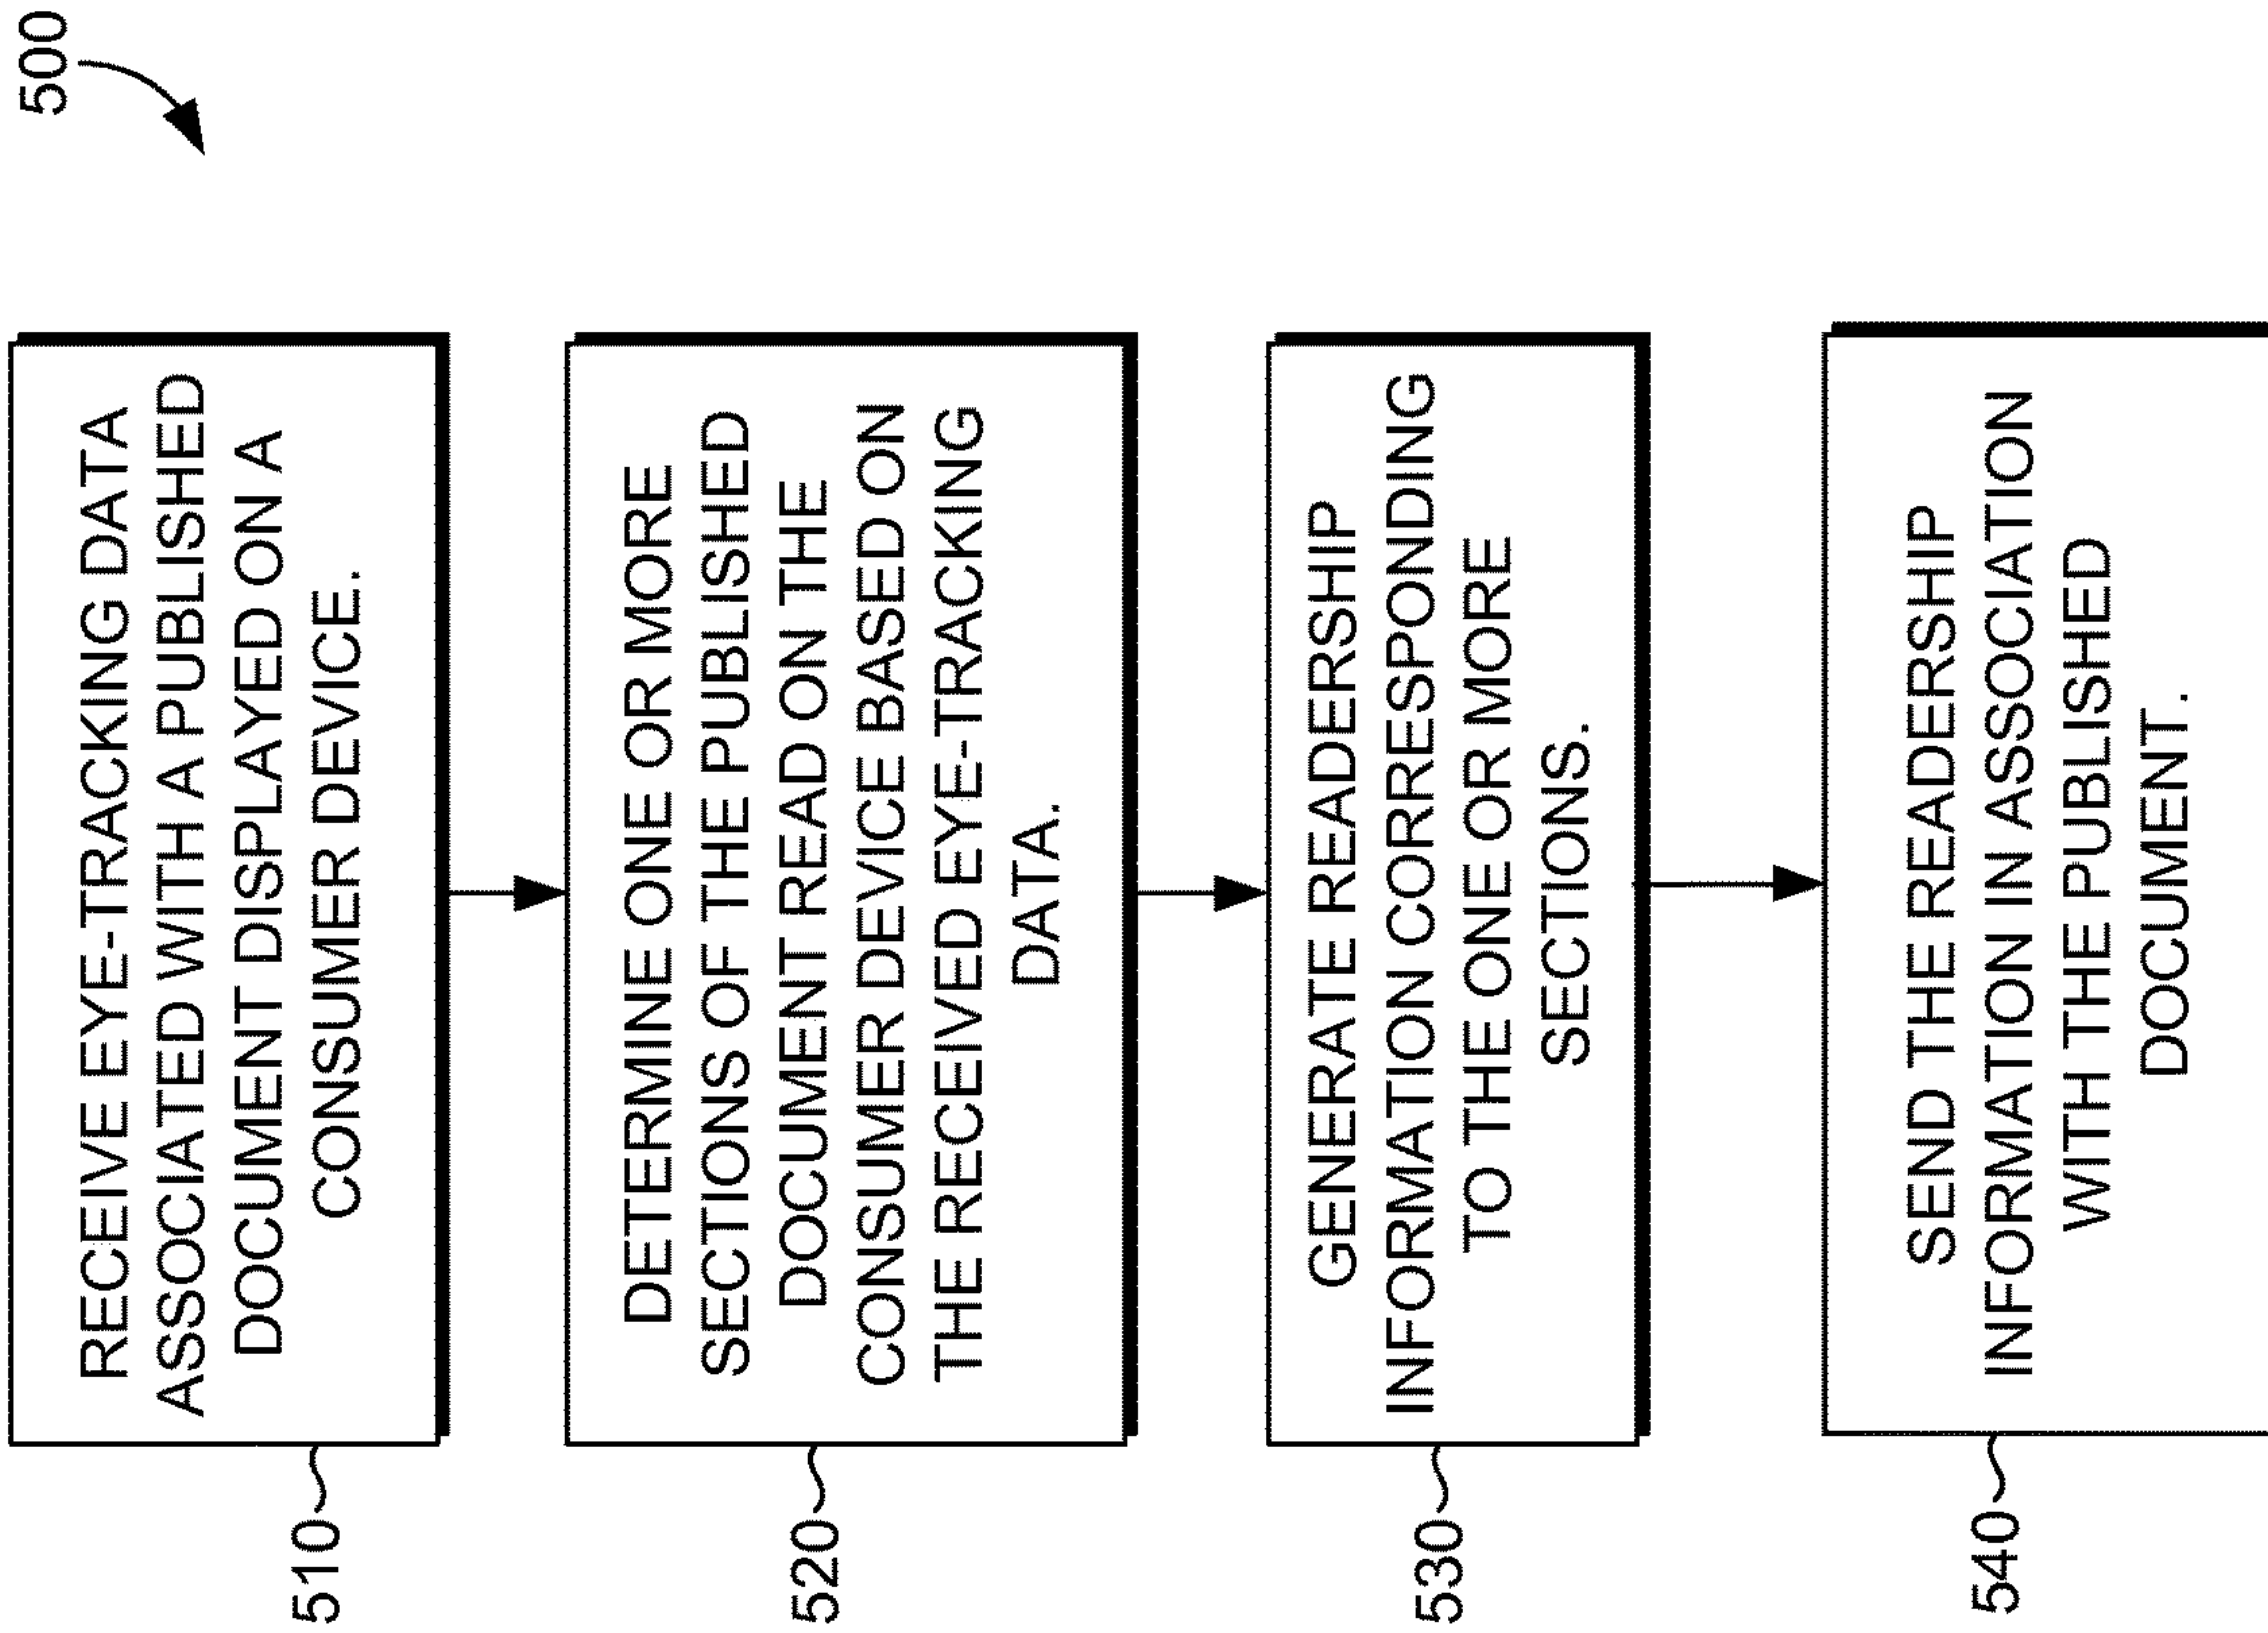 500
RECEIVE EYE-TRACKING DATA
ASSOCIATED WITH A PUBLISHED
DOCUMENT DISPLAYED ON A
CONSUMER DEVICE.
510
DETERMINE ONE OR MORE
SECTIONS OF THE PUBLISHED
DOCUMENT READ ON THE
CONSUMER DEVICE BASED ON
THE RECEIVED EYE-TRACKING
DATA.
520
GENERATE READERSHIP
INFORMATION CORRESPONDING
TO THE ONE OR MORE
SECTIONS.
530
SEND THE READERSHIP
INFORMATION IN ASSOCIATION
WITH THE PUBLISHED
DOCUMENT.
540